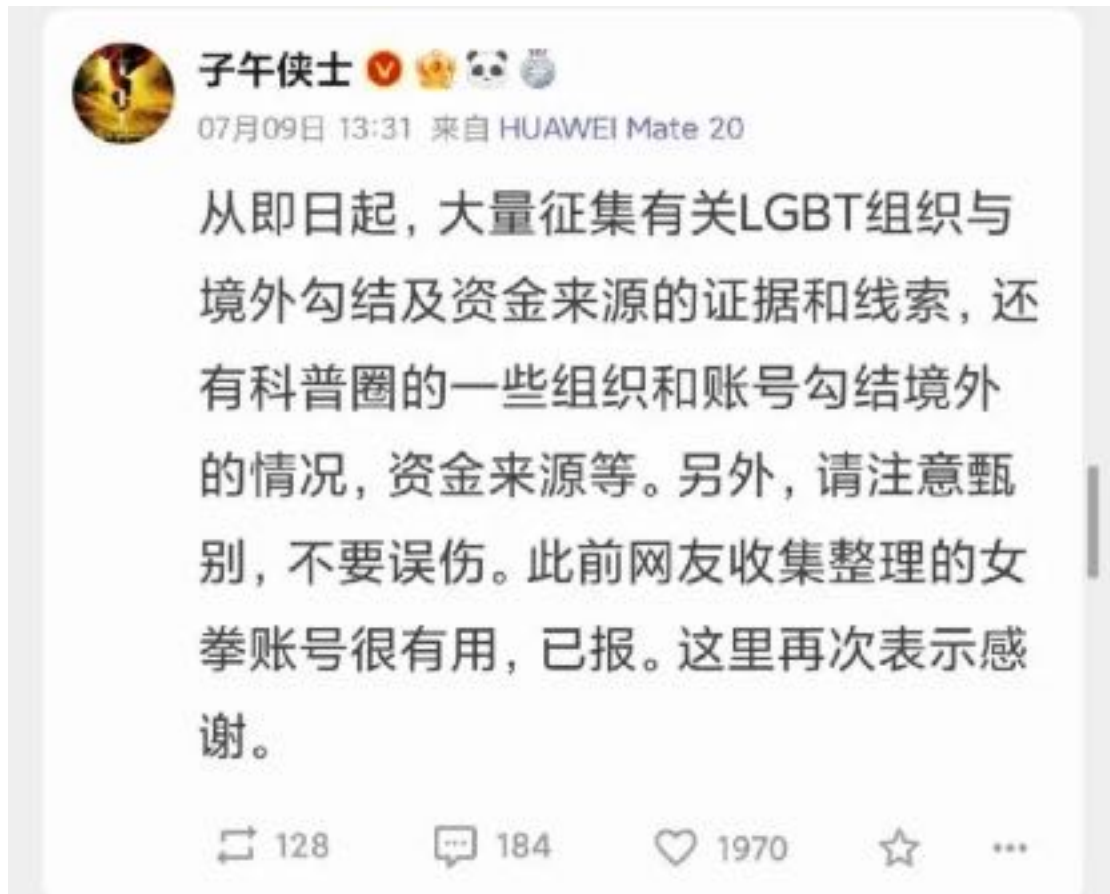 子午侠士
07月09日 13:31 来自 HUAWEI Mate 20
从即日起，大量征集有关LGBT组织与
境外勾结及资金来源的证据和线索，还
有科普圈的一些组织和账号勾结境外
的情况，资金来源等。另外，请注意甄
别，不要误伤。此前网友收集整理的女
拳账号很有用，已报。这里再次表示感
谢。
128 184 1970